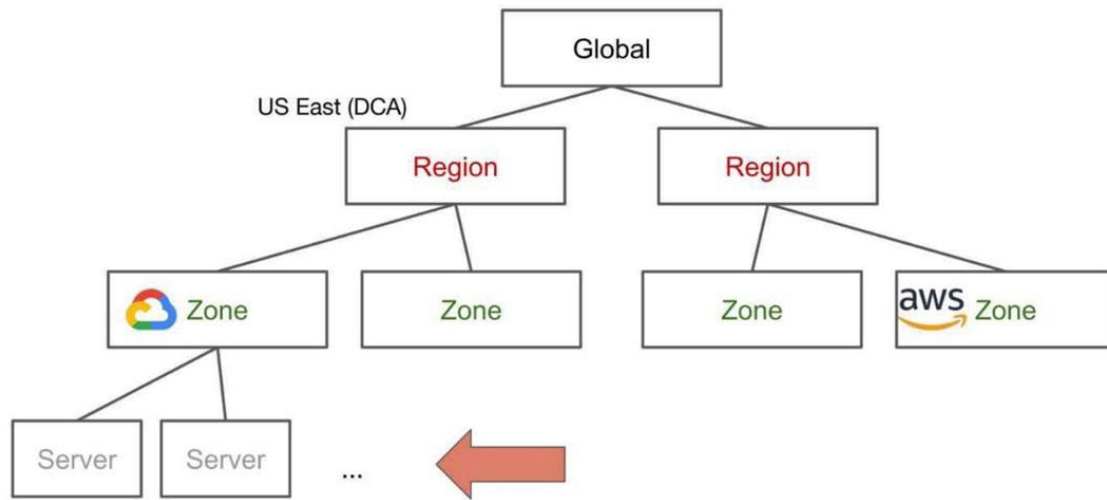 Global
US East (DCA)
Region
Region
Zone
Zone
Zone
aws Zone
Server
Server
...